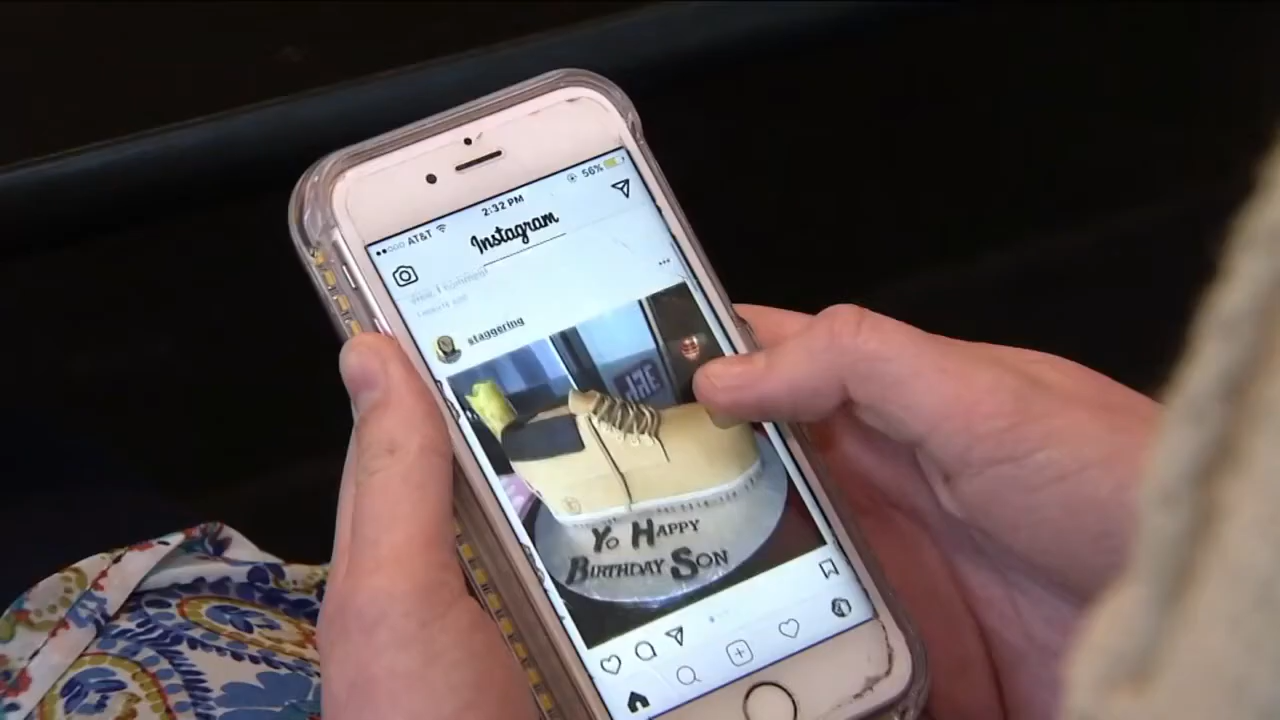 56%
2:32 PM
AT&T
Instagram
staggering
YO HAPPY
BIRTHDAY SON